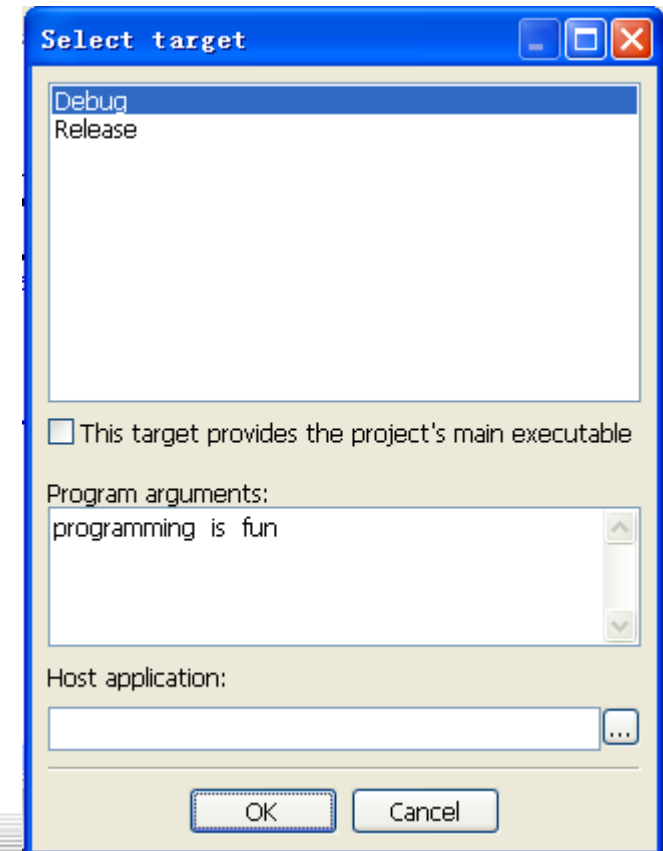 Select target
Debug
Release
This target provides the project's main executable
Program arguments:
programming is fun
Host application:
...
OK
Cancel